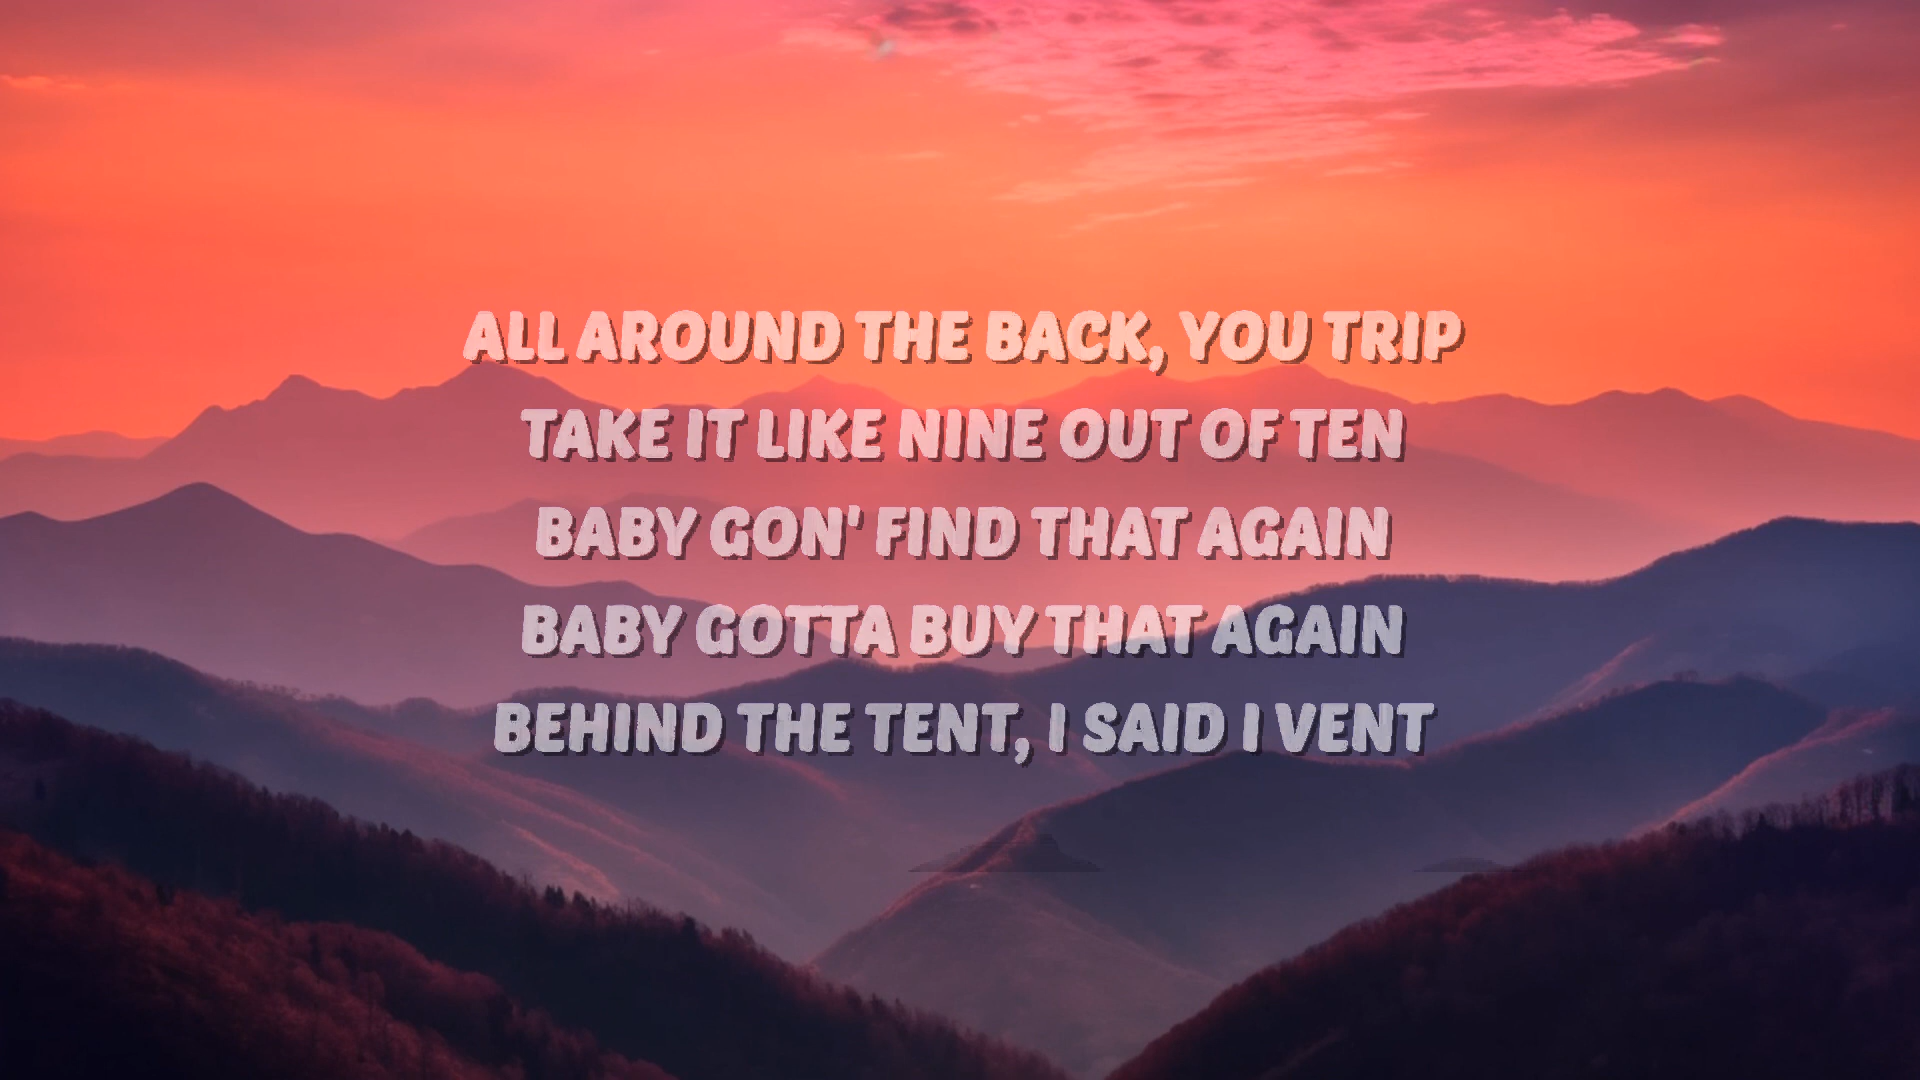 ALL AROUND THE BACK, YOU TRIP
TAKE IT LIKE NINE OUT OF TEN
BABY GON' FIND THAT AGAIN
BABY GOTTA BUY THAT AGAIN
BEHIND THE TENT, I SAID I VENT